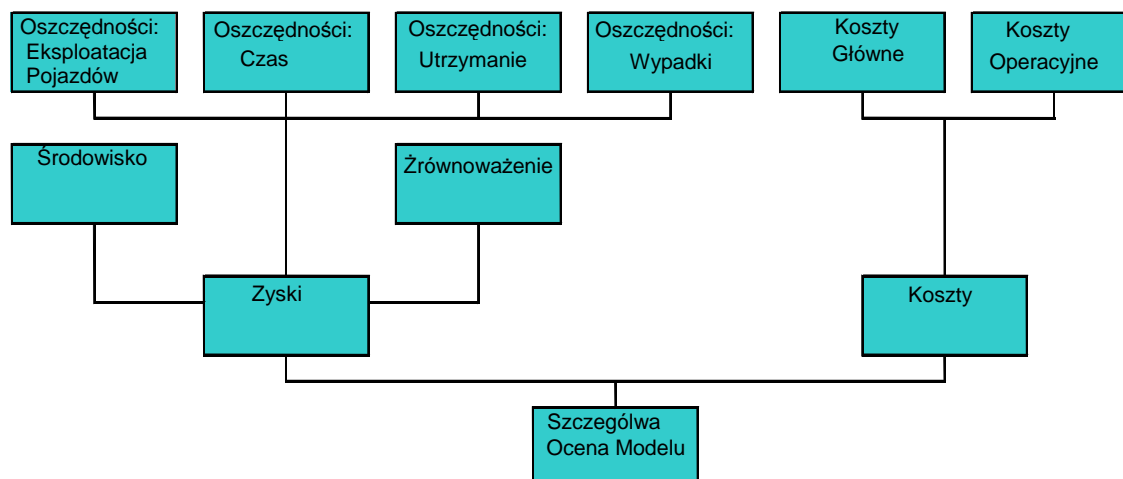 Oszczędności:
Eksploatacja
Pojazdów
Oszczędności:
Czas
Oszczędności:
Utrzymanie
Oszczędności:
Wypadki
Koszty
Główne
Koszty
Operacyjne
Środowisko
Żrównoważenie
Zyski
Koszty
Szczególwa
Ocena Modelu